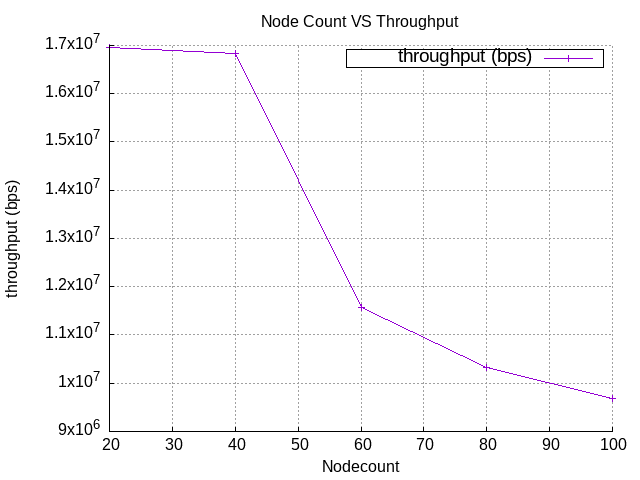 Node Count VS Throughput
throughput (bps)
1.7x10^7
1.6x10^7
1.5x10^7
1.4x10^7
1.3x10^7
1.2x10^7
1.1x10^7
1x10^7
9x10^6
throughput (bps)
20 30 40 50 60 70 80 90 100
Nodecount